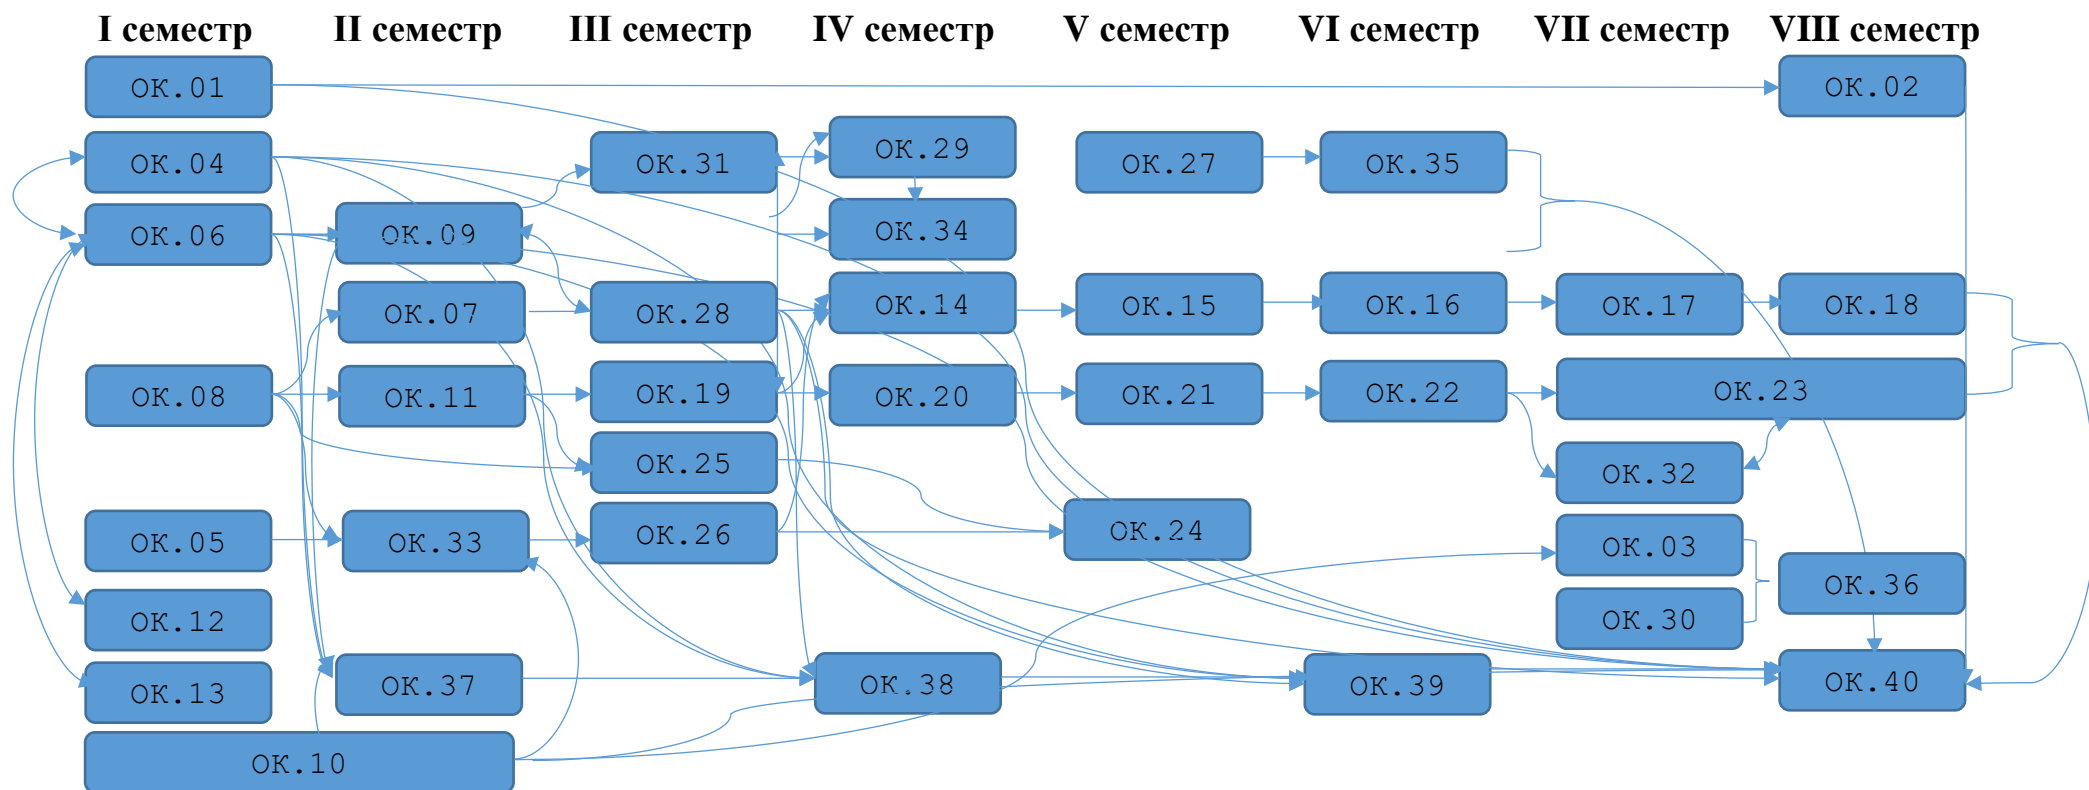 I семестр II семестр III семестр IV семестр V семестр VI семестр VII семестр VIII семестр
ОК.01 ОК.02
ОК.04 ОК.31 ОК.29 ОК.27 ОК.35
ОК.06 ОК.09 ОК.34
ОК.07 ОК.28 ОК.14 ОК.15 ОК.16 ОК.17 ОК.18
ОК.08 ОК.11 ОК.19 ОК.20 ОК.21 ОК.22 ОК.23
ОК.25 ОК.32
ОК.05 ОК.33 ОК.26 ОК.24 ОК.03
ОК.36
ОК.12 ОК.30
ОК.13 ОК.37 ОК.38 ОК.39 ОК.40
ОК.10